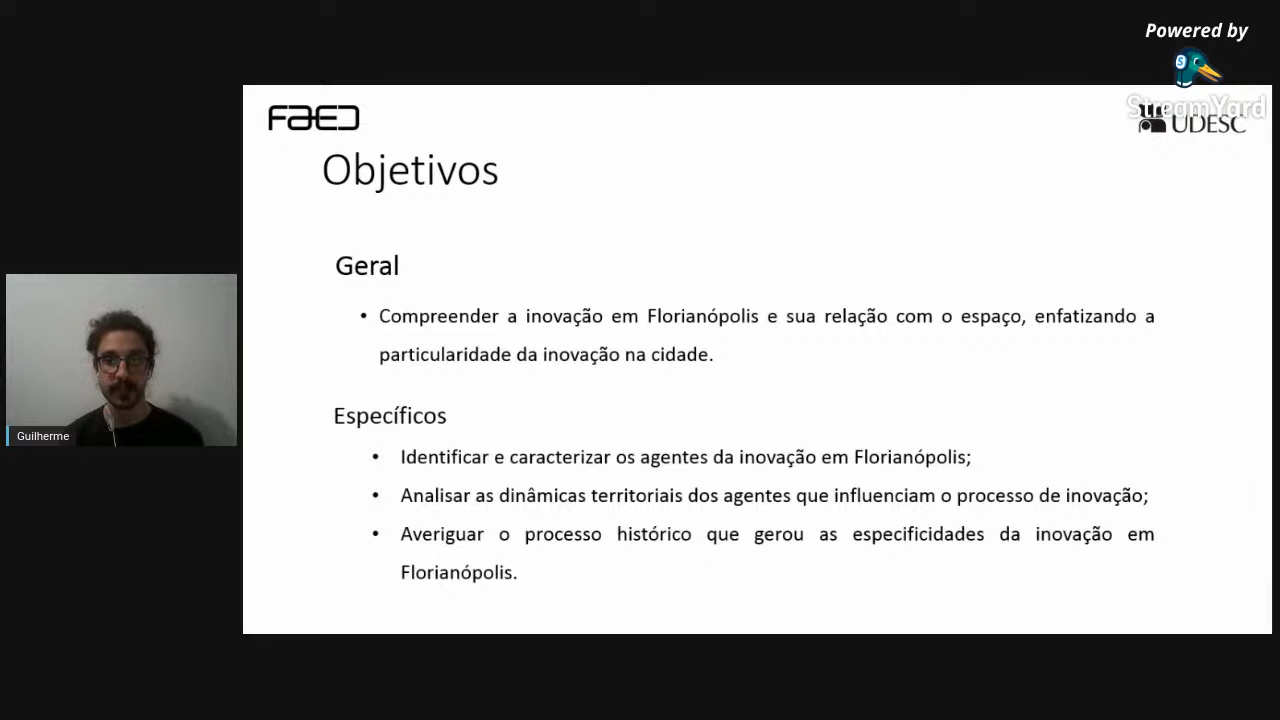 Powered by
StreamYard
FAED
UDESC
Objetivos
Geral
• Compreender a inovação em Florianópolis e sua relação com o espaço, enfatizando a
particularidade da inovação na cidade.
Específicos
• Identificar e caracterizar os agentes da inovação em Florianópolis;
• Analisar as dinâmicas territoriais dos agentes que influenciam o processo de inovação;
• Averiguar o processo histórico que gerou as especificidades da inovação em
Florianópolis.
Guilherme